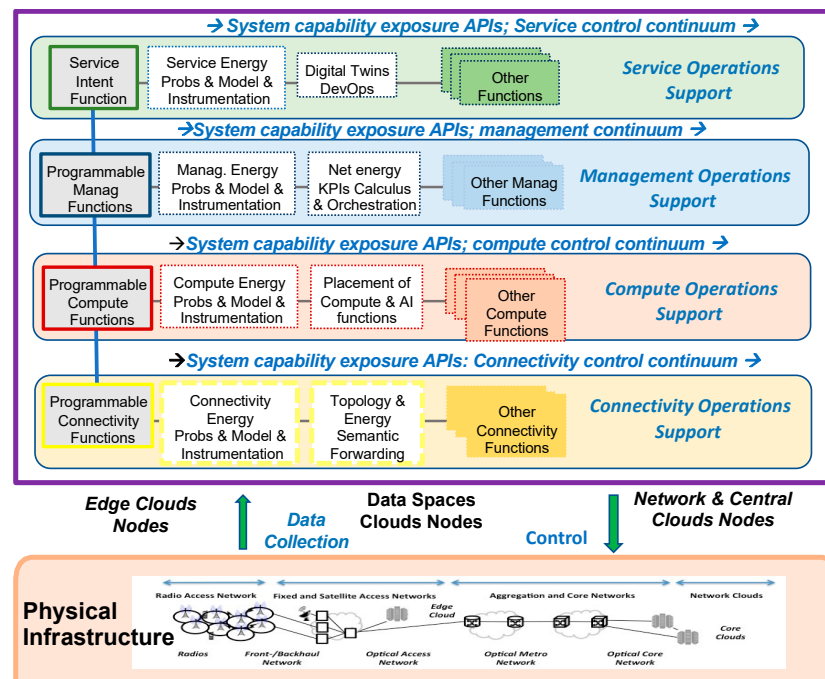 → System capability exposure APIs; Service control continuum →
Service
Intent
Function
Service Energy
Probs & Model &
Instrumentation
Digital Twins
DevOps
Other
Functions
Service Operations
Support
→System capability exposure APIs; management continuum →
Programmable
Manag
Functions
Manag. Energy
Probs & Model &
Instrumentation
Net energy
KPIs Calculus
& Orchestration
Other Manag
Functions
Management Operations
Support
→System capability exposure APIs; compute control continuum →
Programmable
Compute
Functions
Compute Energy
Probs & Model &
Instrumentation
Placement of
Compute & AI
functions
Other
Compute
Functions
Compute Operations
Support
→System capability exposure APIs: Connectivity control continuum →
Programmable
Connectivity
Functions
Connectivity
Energy
Probs & Model &
Instrumentation
Topology &
Energy
Semantic
Forwarding
Other
Connectivity
Functions
Connectivity Operations
Support
Edge Clouds
Nodes
Data
Collection
Data Spaces
Clouds Nodes
Control
Network & Central
Clouds Nodes
Physical
Infrastructure
Radio Access Network
Fixed and Satellite Access Networks
Aggregation and Core Networks
Network Clouds
Edge
Cloud
Core
Clouds
Radios
Front-/Backhaul
Network
Optical Access
Network
Optical Metro
Network
Optical Core
Network